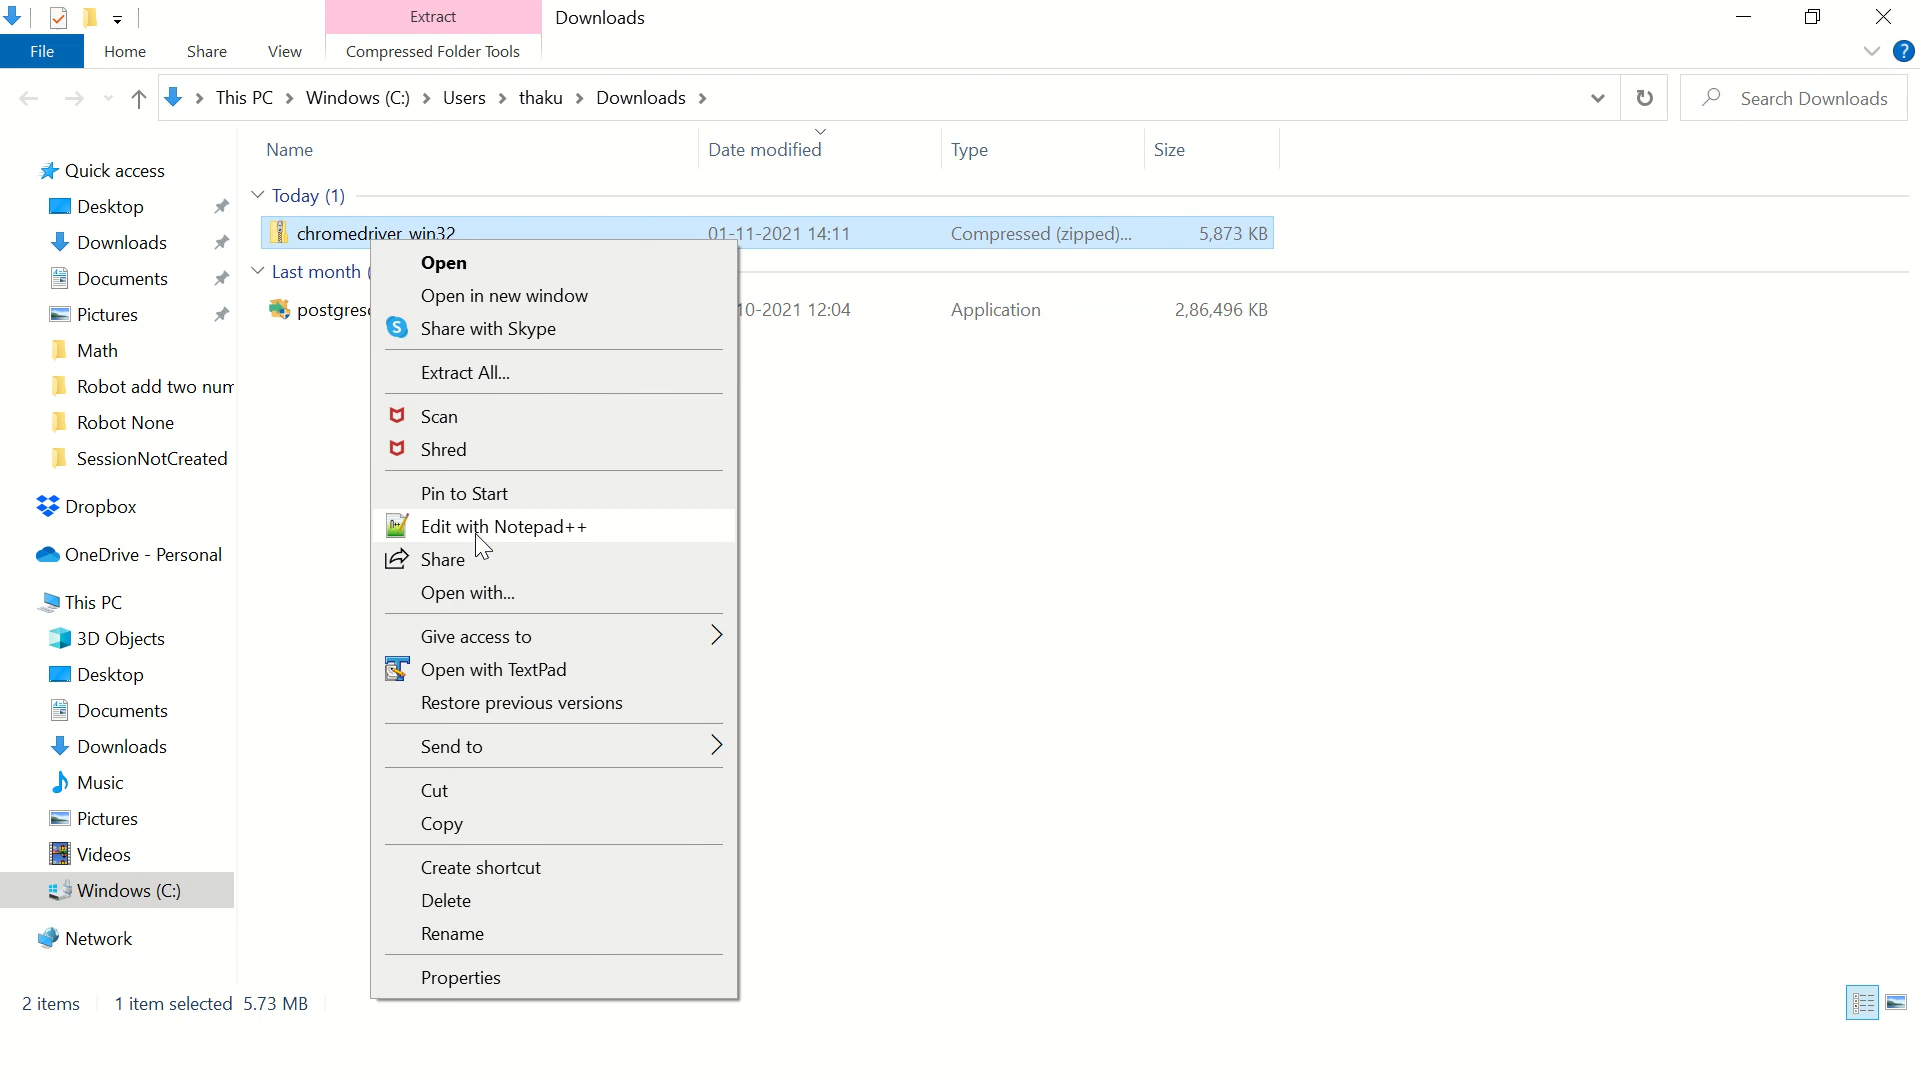 Extract
Downloads
File
Home
Share
View
Compressed Folder Tools
?
This PC
Windows (C:)
Users
thaku
Downloads
Search Downloads
Name
Date modified
Type
Size
Quick access
Desktop
Downloads
Documents
Pictures
Math
Robot add two num
Robot None
SessionNotCreated
Dropbox
OneDrive - Personal
This PC
3D Objects
Desktop
Documents
Downloads
Music
Pictures
Videos
Windows (C:)
Network
Today (1)
chromedriver_win32 01-11-2021 14:11 Compressed (zipped)... 5,873 KB
Last month (
10-2021 12:04 Application 2,86,496 KB
Open
Open in new window
Share with Skype
Extract All...
Scan
Shred
Pin to Start
Edit with Notepad++
Share
Open with...
Give access to
Open with TextPad
Restore previous versions
Send to
Cut
Copy
Create shortcut
Delete
Rename
Properties
2 items 1 item selected 5.73 MB